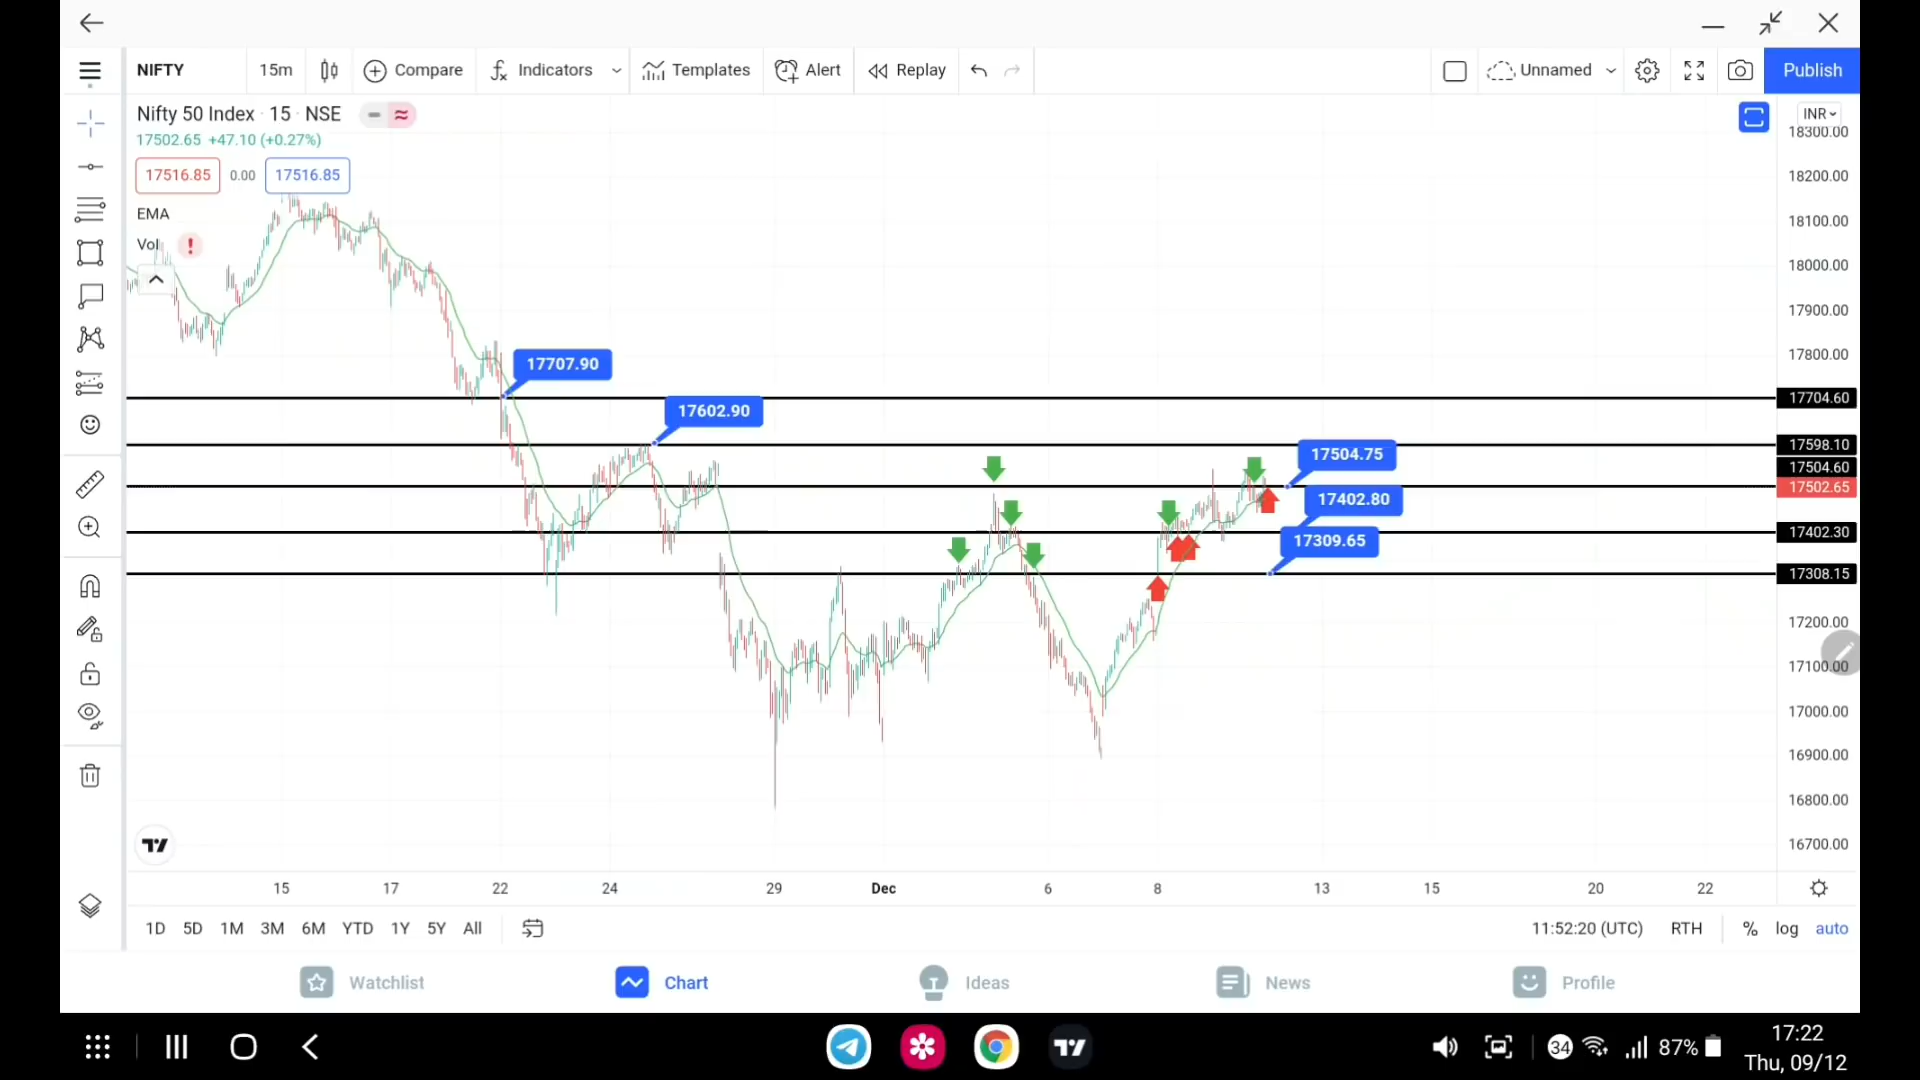 NIFTY 15m Compare Indicators Templates Alert Replay Unnamed Publish
Nifty 50 Index · 15 · NSE
INR
17502.65 +47.10 (+0.27%)
17516.85 0.00 17516.85
EMA
Vol !
18300.00
18200.00
18100.00
18000.00
17900.00
17800.00
17707.90
17704.60
17602.90
17598.10
17504.75
17504.60
17502.65
17402.80
17402.30
17309.65
17308.15
17200.00
17100.00
17000.00
16900.00
16800.00
16700.00
15 17 22 24 29 Dec 6 8 13 15 20 22
1D 5D 1M 3M 6M YTD 1Y 5Y All 11:52:20 (UTC) RTH % log auto
Watchlist Chart Ideas News Profile
34 87% 17:22
Thu, 09/12